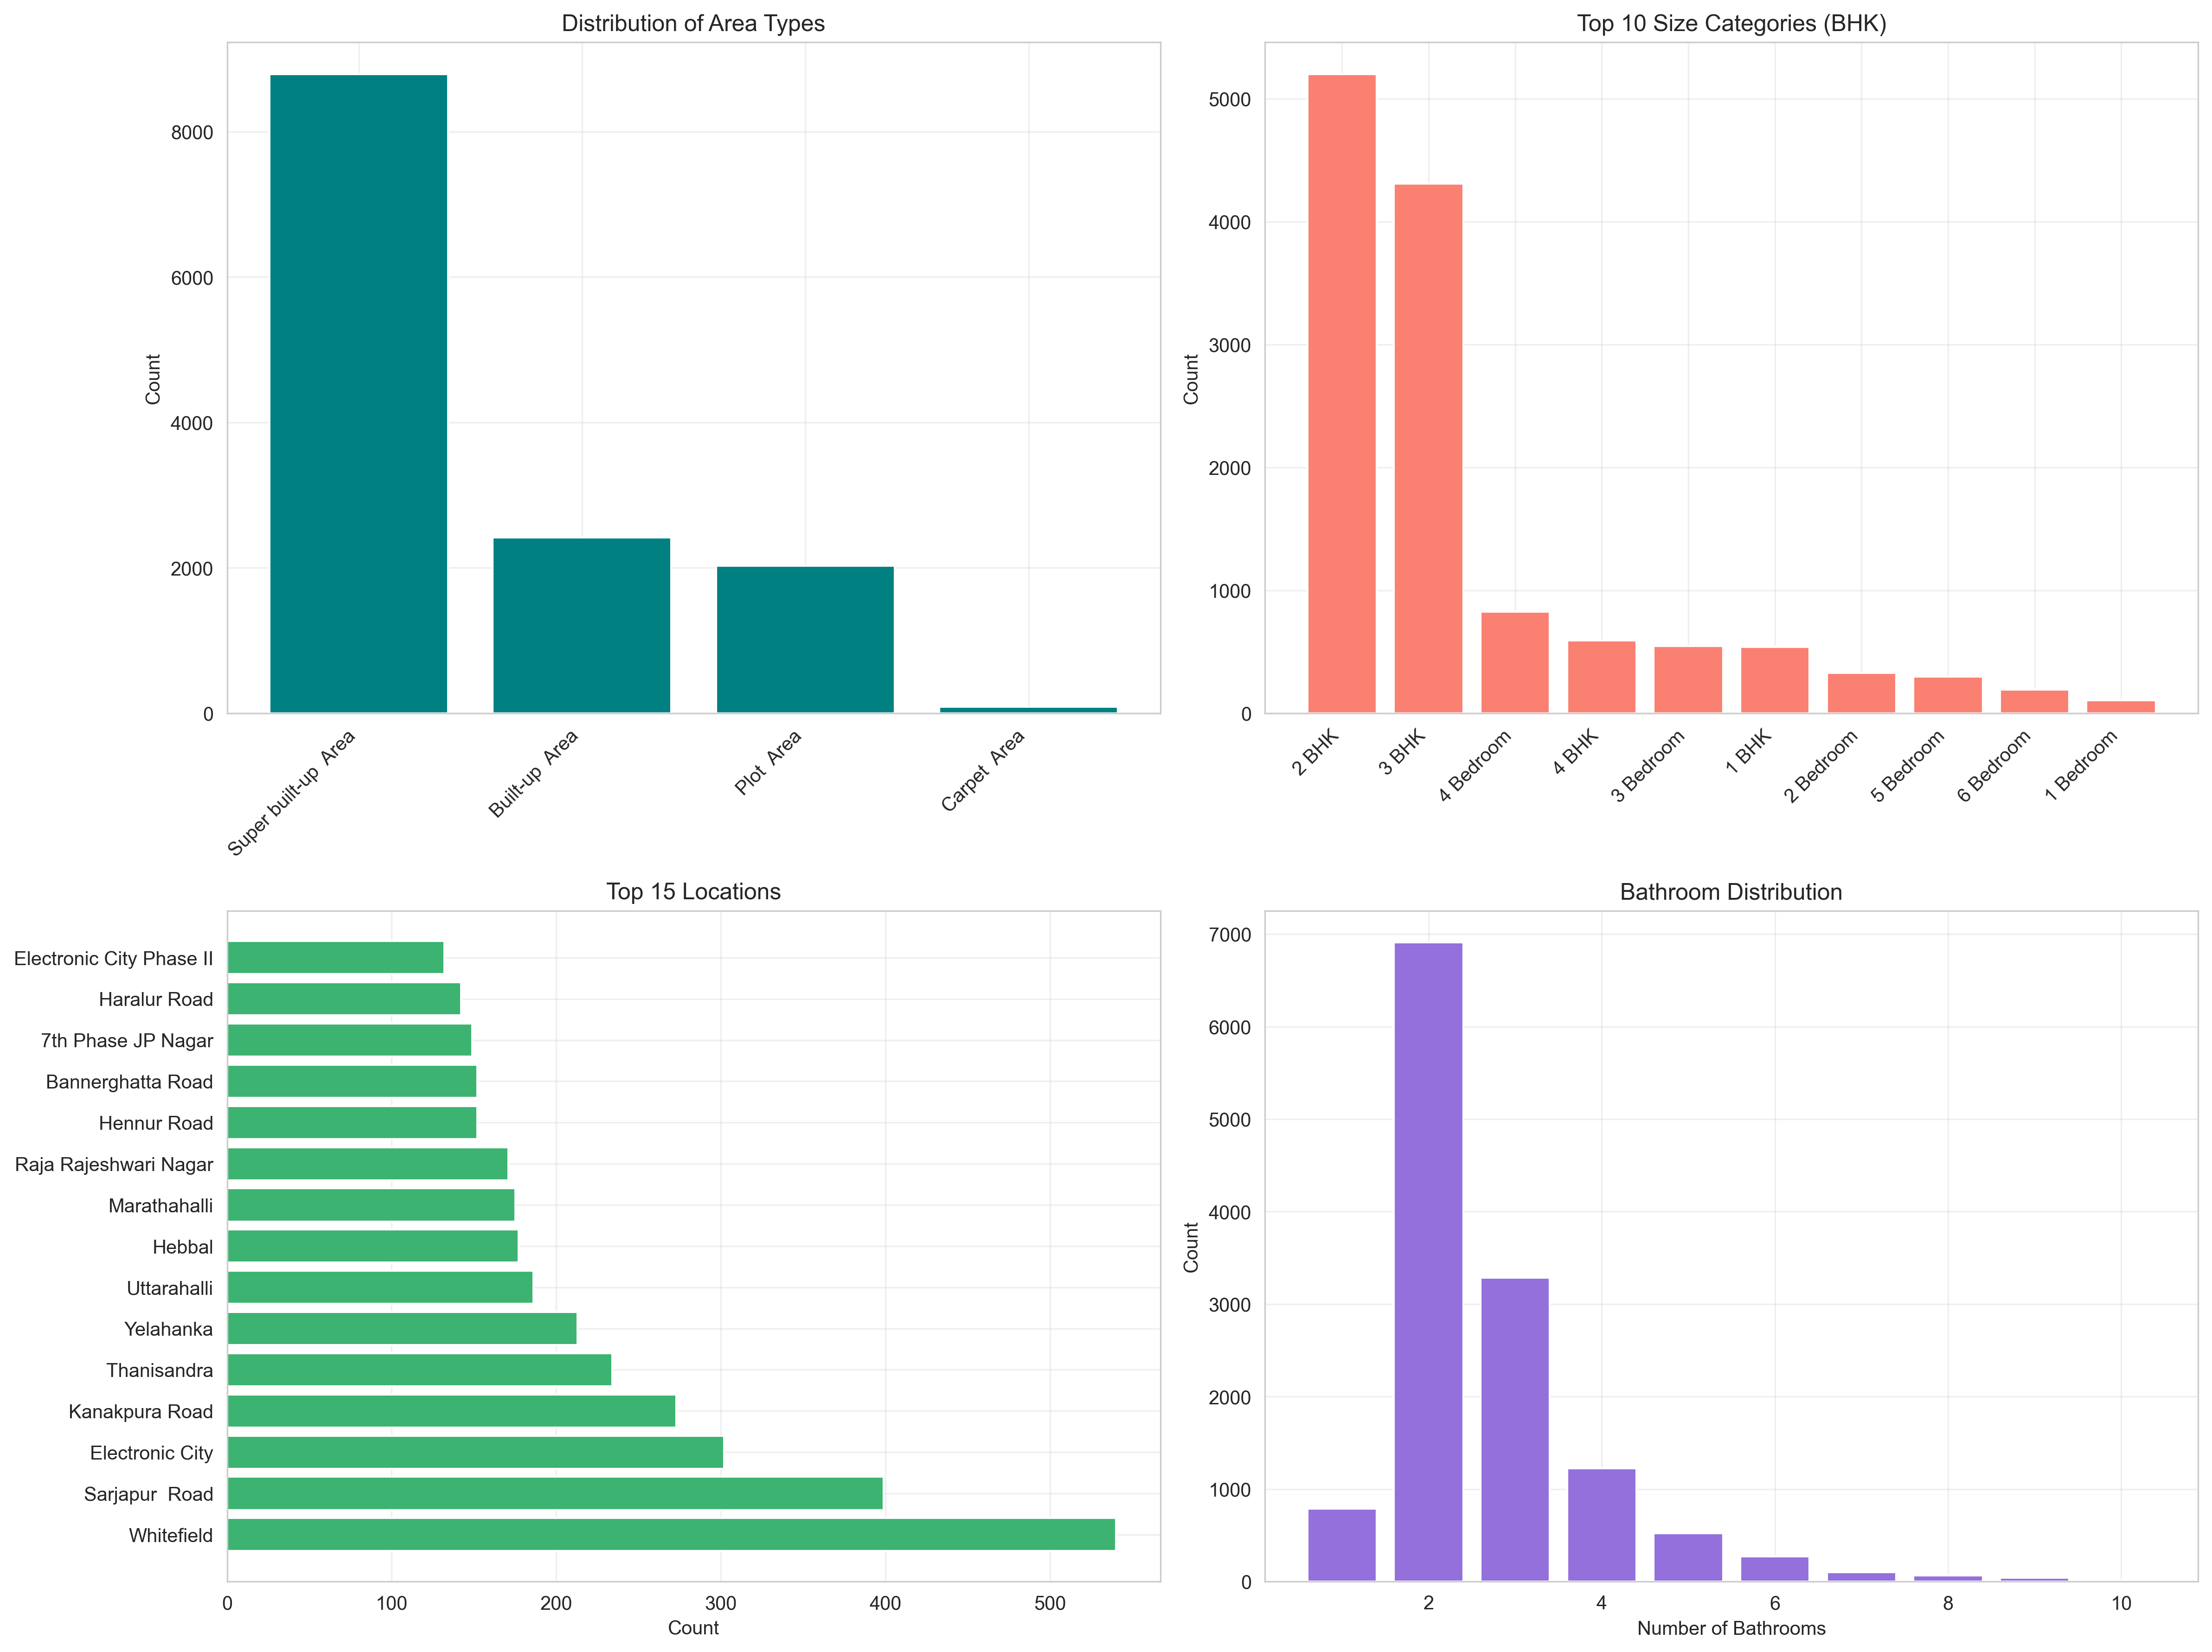 Distribution of Area Types
Count
8000
6000
4000
2000
0
Super built-up  Area
Built-up  Area
Plot  Area
Carpet  Area
Top 10 Size Categories (BHK)
Count
5000
4000
3000
2000
1000
0
2 BHK
3 BHK
4 Bedroom
4 BHK
3 Bedroom
1 BHK
2 Bedroom
5 Bedroom
6 Bedroom
1 Bedroom
Top 15 Locations
Electronic City Phase II
Haralur Road
7th Phase JP Nagar
Bannerghatta Road
Hennur Road
Raja Rajeshwari Nagar
Marathahalli
Hebbal
Uttarahalli
Yelahanka
Thanisandra
Kanakpura Road
Electronic City
Sarjapur  Road
Whitefield
0 100 200 300 400 500
Count
Bathroom Distribution
Count
7000
6000
5000
4000
3000
2000
1000
0
2 4 6 8 10
Number of Bathrooms